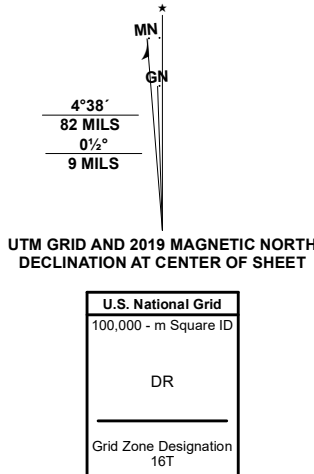 ★
MN
GN
4°38´
82 MILS
0½°
9 MILS
UTM GRID AND 2019 MAGNETIC NORTH
DECLINATION AT CENTER OF SHEET
U.S. National Grid
100,000 - m Square ID
DR
Grid Zone Designation
16T